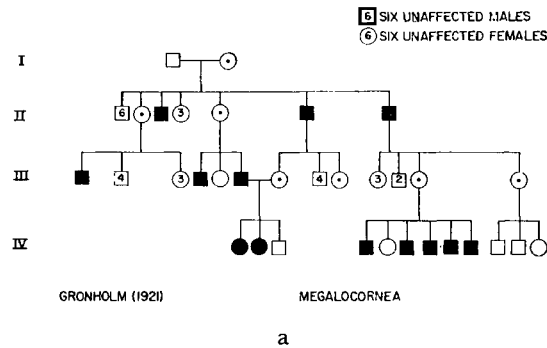 6 SIX UNAFFECTED MALES
6 SIX UNAFFECTED FEMALES
I
II
6 3
III
4 3 4 3 2
IV
GRONHOLM (1921) MEGALOCORNEA
a